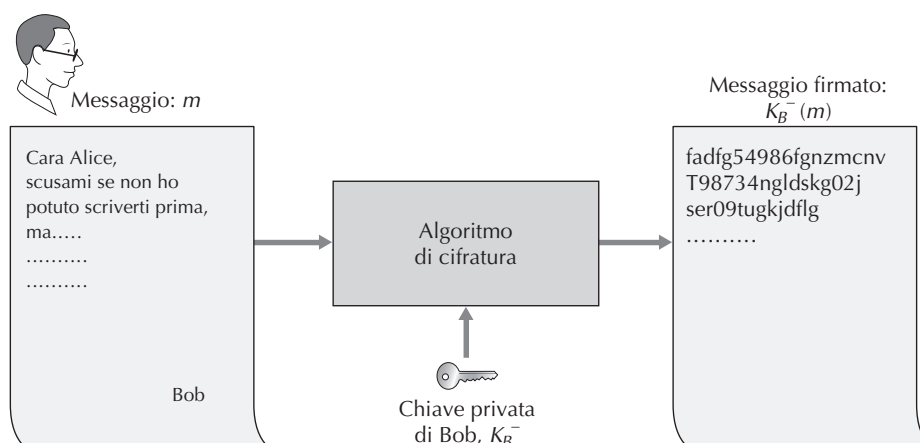 Messaggio: m
Cara Alice,
scusami se non ho
potuto scriverti prima,
ma.....
..........
..........
Bob
Algoritmo
di cifratura
Chiave privata
di Bob, K_B^-
Messaggio firmato:
K_B^- (m)
fadfg54986fgnzmcnv
T98734ngldskg02j
ser09tugkjdflg
..........